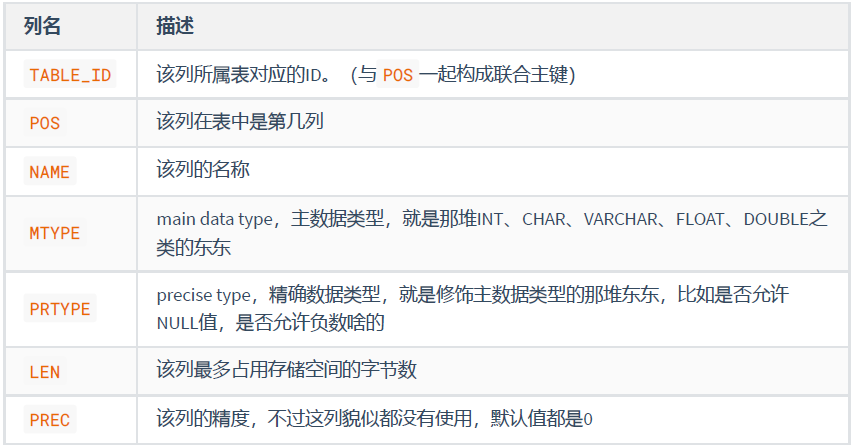 列名 描述
TABLE_ID 该列所属表对应的ID。（与 POS 一起构成联合主键）
POS 该列在表中是第几列
NAME 该列的名称
MTYPE main data type，主数据类型，就是那堆INT、CHAR、VARCHAR、FLOAT、DOUBLE之
类的东东
PRTYPE precise type，精确数据类型，就是修饰主数据类型的那堆东东，比如是否允许
NULL值，是否允许负数啥的
LEN 该列最多占用存储空间的字节数
PREC 该列的精度，不过这列貌似都没有使用，默认值都是0